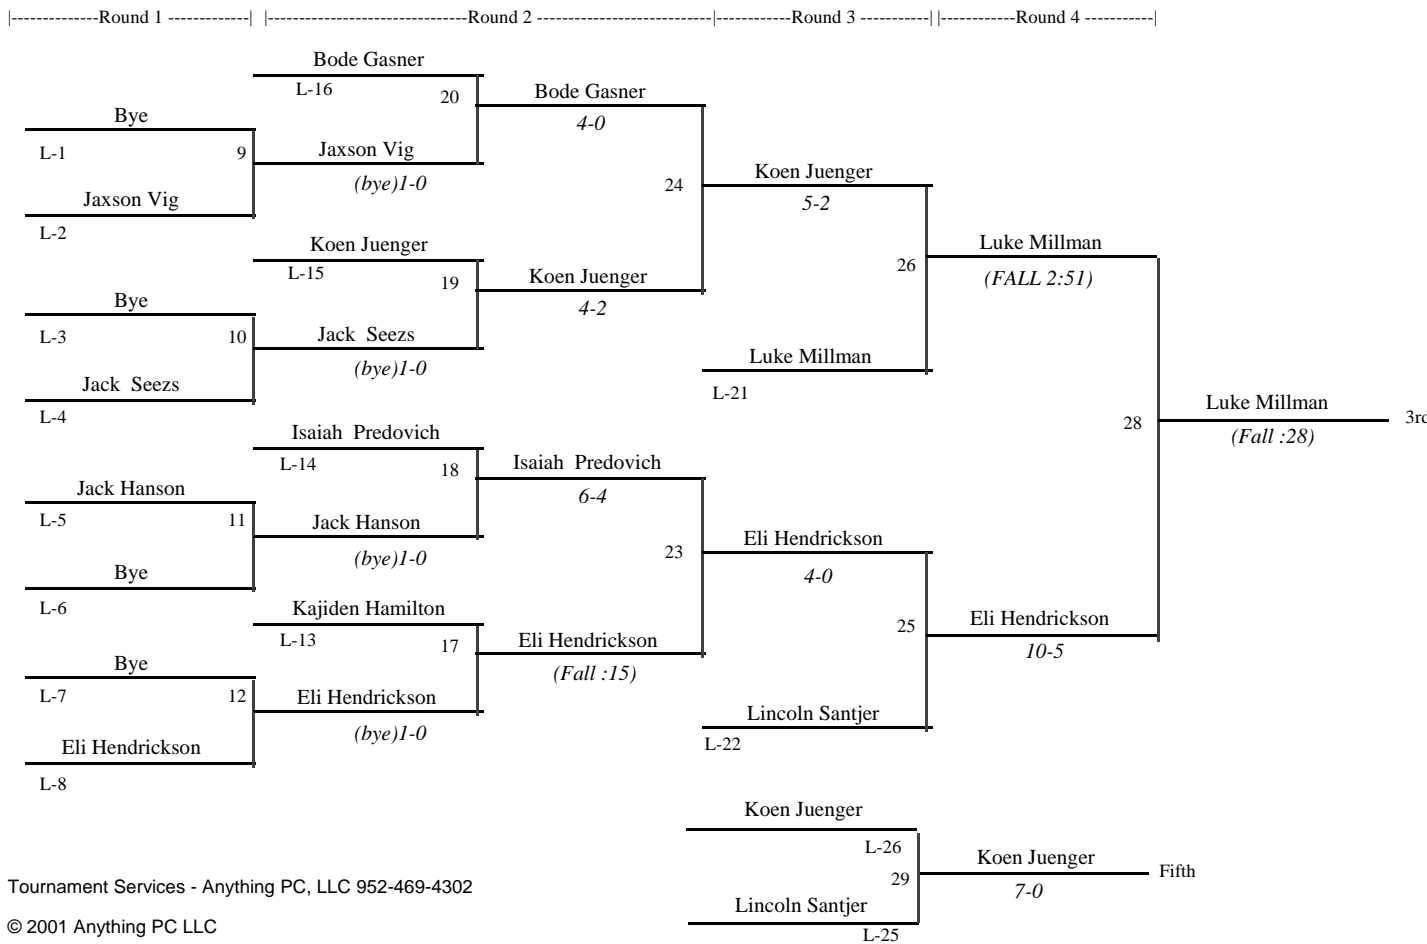 |-------------Round 1 -------------|   |-----------------------------Round 2 -----------------------------|-------------Round 3 -----------||-----------Round 4 -----------|
Bode Gasner
L-16
20
Bode Gasner
4-0
Bye
L-1
9
Jaxson Vig
(bye)1-0
Jaxson Vig
L-2
24
Koen Juenger
5-2
Koen Juenger
L-15
19
Koen Juenger
4-2
Bye
L-3
10
Jack  Seezs
(bye)1-0
Jack  Seezs
L-4
26
Luke Millman
(FALL 2:51)
Luke Millman
L-21
28
Luke Millman
(Fall :28)
3rd
Isaiah  Predovich
L-14
18
Isaiah  Predovich
6-4
Jack Hanson
L-5
11
Jack Hanson
(bye)1-0
Bye
L-6
23
Eli Hendrickson
4-0
Kajiden Hamilton
L-13
17
Eli Hendrickson
(Fall :15)
25
Eli Hendrickson
10-5
Bye
L-7
12
Eli Hendrickson
(bye)1-0
Eli Hendrickson
L-8
Lincoln Santjer
L-22
Koen Juenger
L-26
29
Koen Juenger
7-0
Fifth
Lincoln Santjer
L-25
Tournament Services - Anything PC, LLC 952-469-4302
© 2001 Anything PC LLC